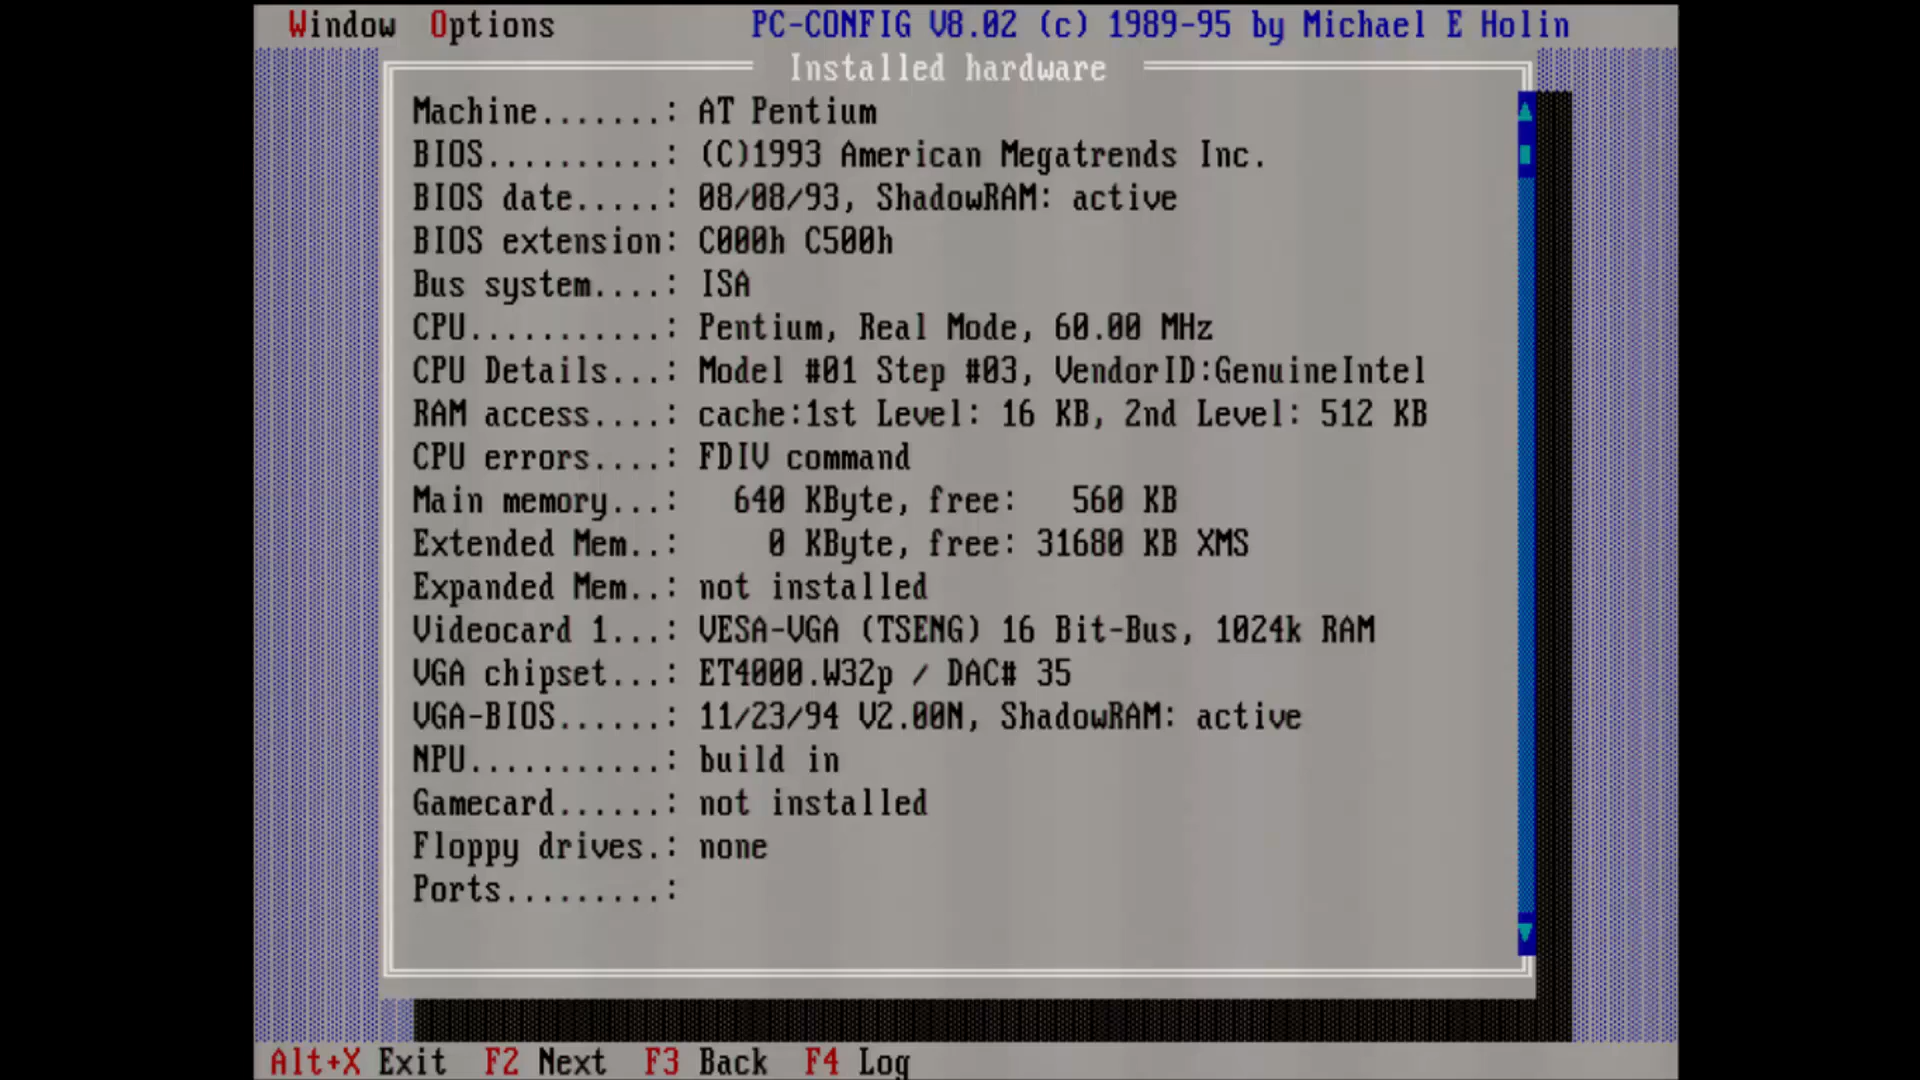 Window Options PC-CONFIG V8.02 (c) 1989-95 by Michael E Holin
Installed hardware
Machine.......: AT Pentium
BIOS..........: (C)1993 American Megatrends Inc.
BIOS date.....: 08/08/93, ShadowRAM: active
BIOS extension: C000h C500h
Bus system....: ISA
CPU...........: Pentium, Real Mode, 60.00 MHz
CPU Details...: Model #01 Step #03, VendorID:GenuineIntel
RAM access....: cache:1st Level: 16 KB, 2nd Level: 512 KB
CPU errors....: FDIV command
Main memory...: 640 KByte, free: 560 KB
Extended Mem..: 0 KByte, free: 31680 KB XMS
Expanded Mem..: not installed
Videocard 1...: VESA-VGA (TSENG) 16 Bit-Bus, 1024k RAM
VGA chipset...: ET4000.W32p / DAC# 35
VGA-BIOS......: 11/23/94 V2.00N, ShadowRAM: active
NPU...........: build in
Gamecard......: not installed
Floppy drives.: none
Ports.........:
Alt+X Exit F2 Next F3 Back F4 Log